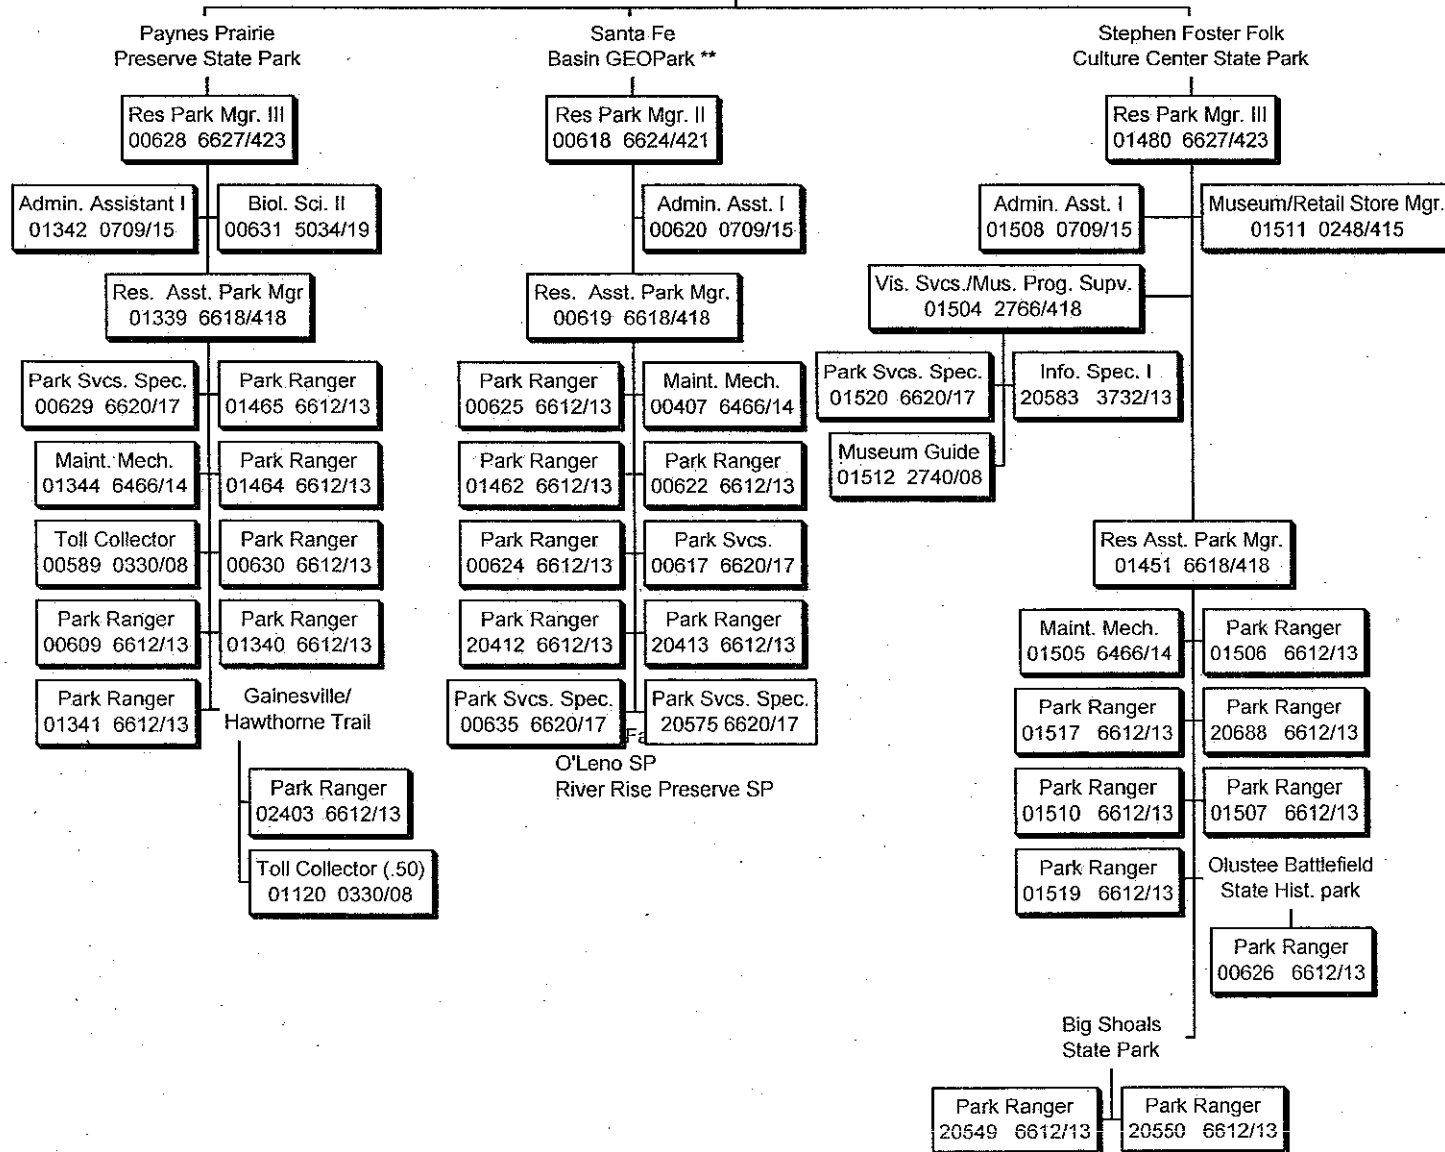 Paynes Prairie
Preserve State Park
Res Park Mgr. III
00628 6627/423
Admin. Assistant I
01342 0709/15
Biol. Sci. II
00631 5034/19
Res. Asst. Park Mgr
01339 6618/418
Park Svcs. Spec.
00629 6620/17
Park Ranger
01465 6612/13
Maint. Mech.
01344 6466/14
Park Ranger
01464 6612/13
Toll Collector
00589 0330/08
Park Ranger
00630 6612/13
Park Ranger
00609 6612/13
Park Ranger
01340 6612/13
Park Ranger
01341 6612/13
Gainesville/
Hawthorne Trail
Park Ranger
02403 6612/13
Toll Collector (.50)
01120 0330/08
Santa Fe
Basin GEOPark **
Res Park Mgr. II
00618 6624/421
Admin. Asst. I
00620 0709/15
Res. Asst. Park Mgr.
00619 6618/418
Park Ranger
00625 6612/13
Maint. Mech.
00407 6466/14
Park Ranger
01462 6612/13
Park Ranger
00622 6612/13
Park Ranger
00624 6612/13
Park Svcs.
00617 6620/17
Park Ranger
20412 6612/13
Park Ranger
20413 6612/13
Park Svcs. Spec.
00635 6620/17
Park Svcs. Spec.
20575 6620/17
O'Leno SP
River Rise Preserve SP
Stephen Foster Folk
Culture Center State Park
Res Park Mgr. III
01480 6627/423
Admin. Asst. I
01508 0709/15
Museum/Retail Store Mgr.
01511 0248/415
Vis. Svcs./Mus. Prog. Supv.
01504 2766/418
Park Svcs. Spec.
01520 6620/17
Info. Spec. I
20583 3732/13
Museum Guide
01512 2740/08
Res Asst. Park Mgr.
01451 6618/418
Maint. Mech.
01505 6466/14
Park Ranger
01506 6612/13
Park Ranger
01517 6612/13
Park Ranger
20688 6612/13
Park Ranger
01510 6612/13
Park Ranger
01507 6612/13
Park Ranger
01519 6612/13
Olustee Battlefield
State Hist. park
Park Ranger
00626 6612/13
Big Shoals
State Park
Park Ranger
20549 6612/13
Park Ranger
20550 6612/13